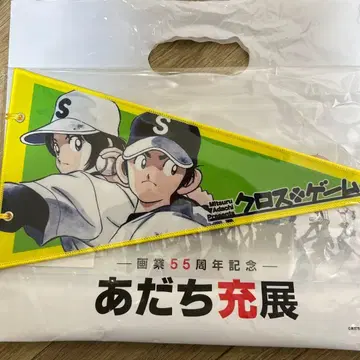 S
S
Mitsuru
Adachi
クロスゲーム
画業55周年記念
あだち充展